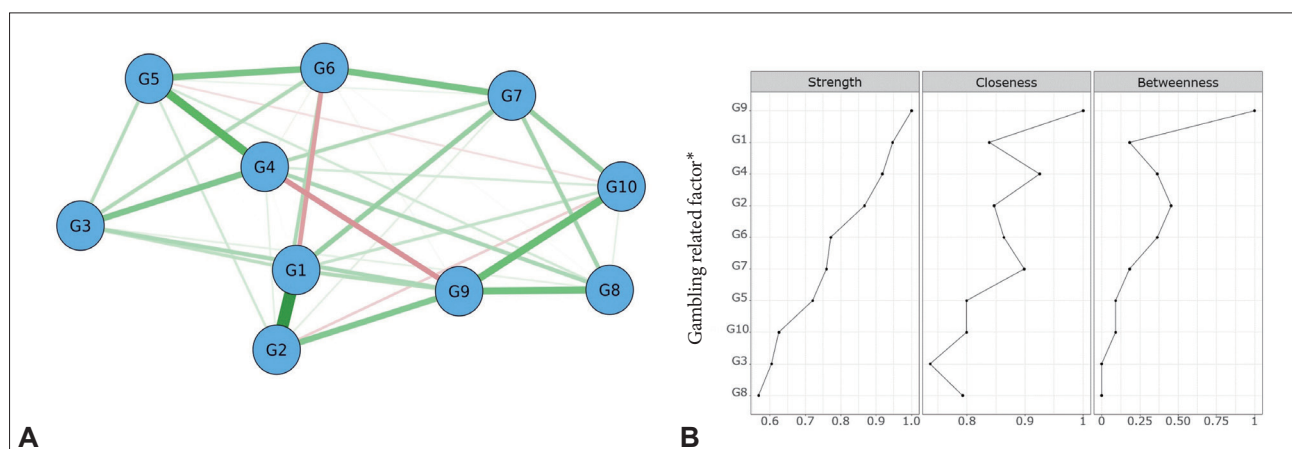 G5
G6
G7
G4
G10
G3
G1
G9
G8
G2
A
Strength Closeness Betweenness
Gambling related factor*
G9
G1
G4
G2
G6
G7
G5
G10
G3
G8
0.6 0.7 0.8 0.9 1.0 0.8 0.9 1 0 0.25 0.50 0.75 1
B